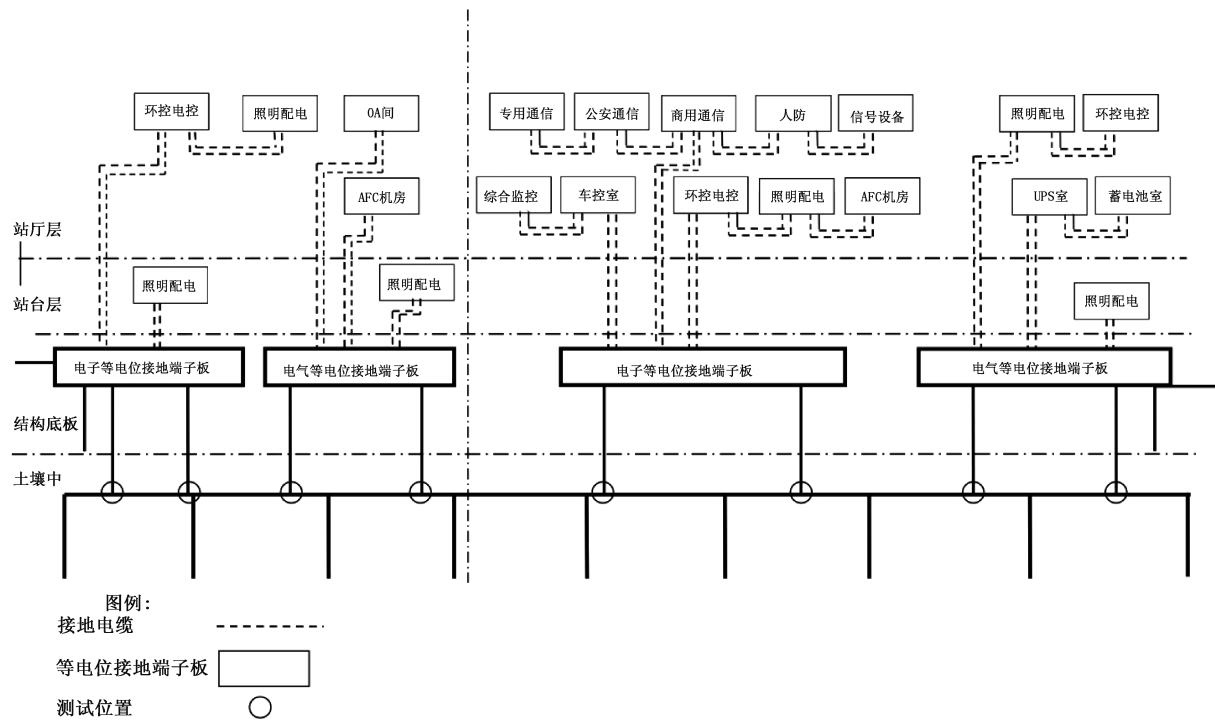 环控电控
照明配电
OA间
专用通信
公安通信
商用通信
人防
信号设备
照明配电
环控电控
AFC机房
综合监控
车控室
环控电控
照明配电
AFC机房
UPS室
蓄电池室
站厅层
站台层
照明配电
照明配电
照明配电
电子等电位接地端子板
电气等电位接地端子板
电子等电位接地端子板
电气等电位接地端子板
结构底板
土壤中
图例:
接地电缆
等电位接地端子板
测试位置